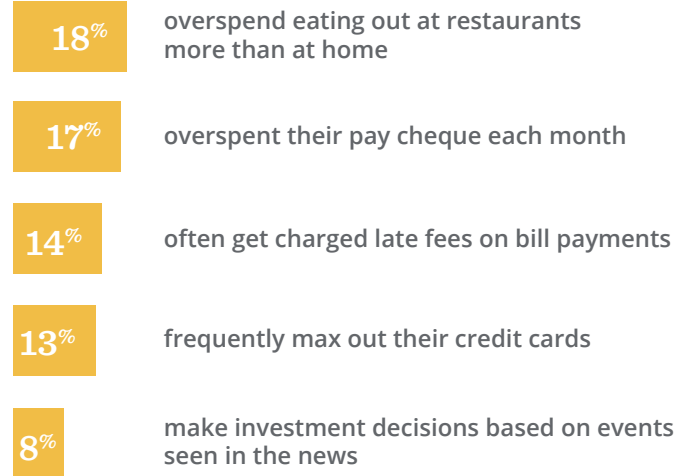 18%
overspend eating out at restaurants
more than at home
17%
overspent their pay cheque each month
14%
often get charged late fees on bill payments
13%
frequently max out their credit cards
8%
make investment decisions based on events
seen in the news